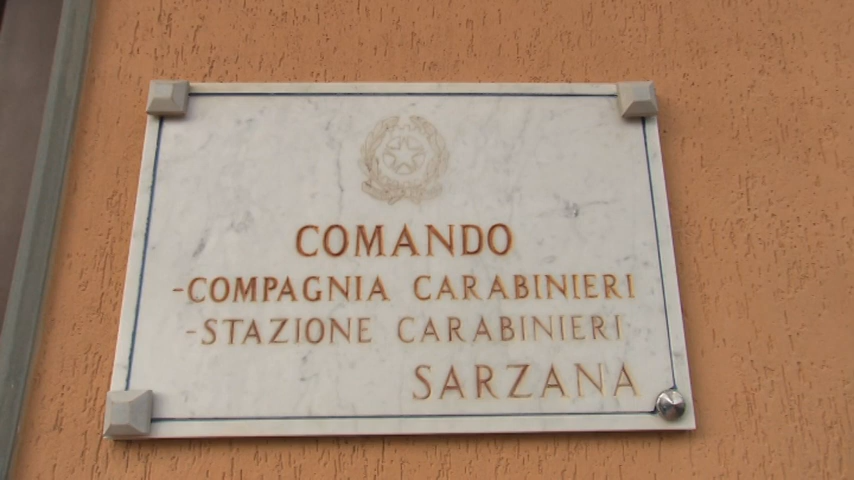 COMANDO
-COMPAGNIA CARABINIERI
-STAZIONE CARABINIERI
SARZANA